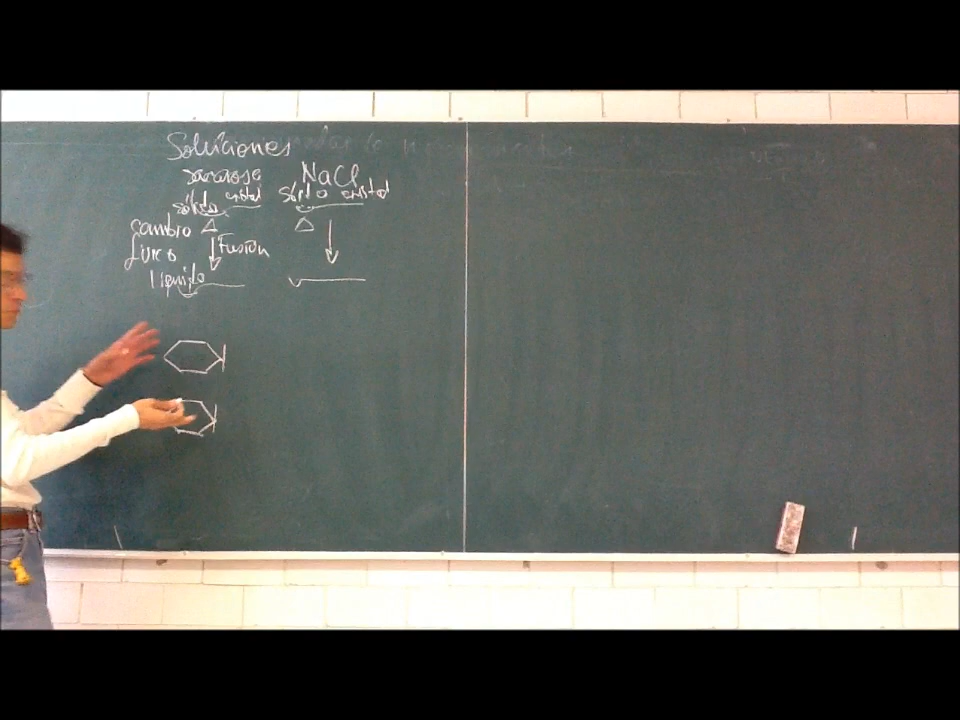 Soluciones
sacarosa NaCl
sólido cristal sólido cristal
cambio Δ Δ
físico Fusión
líquido